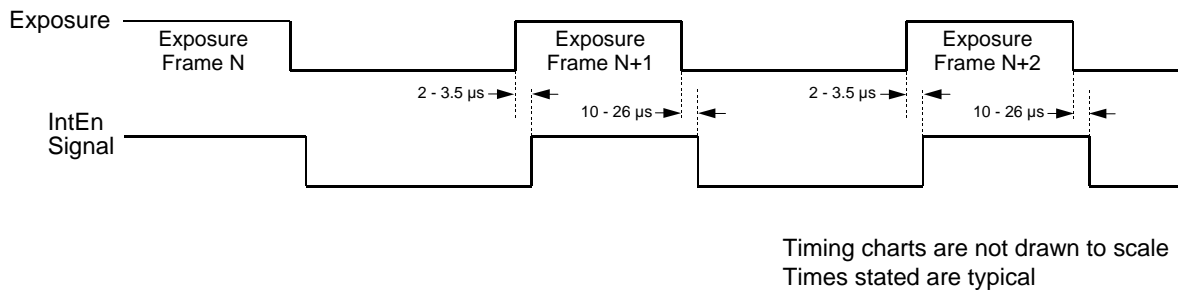 Exposure
Exposure
Frame N
Exposure
Frame N+1
Exposure
Frame N+2
2 - 3.5 µs
10 - 26 µs
2 - 3.5 µs
10 - 26 µs
IntEn
Signal
Timing charts are not drawn to scale
Times stated are typical